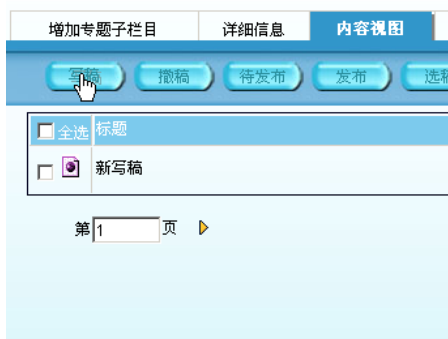 增加专题子栏目 详细信息 内容视图
写稿 撤稿 待发布 发布 选稿
全选 标题
新写稿
第 1 页